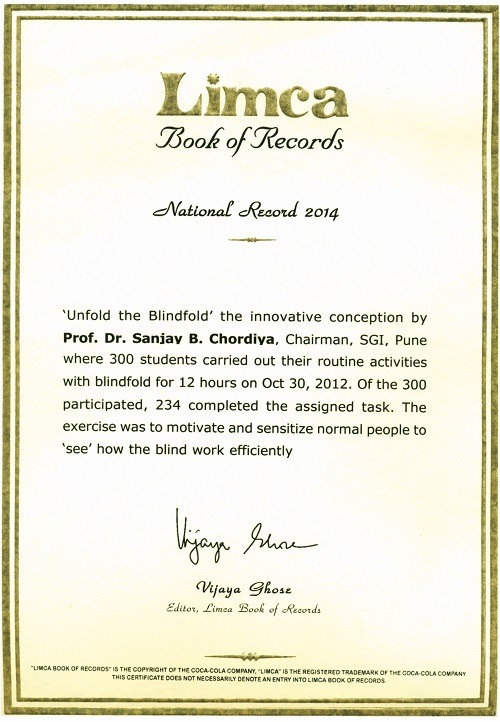 Limca
Book of Records
National Record 2014
‘Unfold the Blindfold’ the innovative conception by
Prof. Dr. Sanjay B. Chordiya, Chairman, SGI, Pune
where 300 students carried out their routine activities
with blindfold for 12 hours on Oct 30, 2012. Of the 300
participated, 234 completed the assigned task. The
exercise was to motivate and sensitize normal people to
‘see’ how the blind work efficiently
Vijaya Ghose
Vijaya Ghose
Editor, Limca Book of Records
"LIMCA BOOK OF RECORDS" IS THE COPYRIGHT OF THE COCA-COLA COMPANY, "LIMCA" IS THE REGISTERED TRADEMARK OF THE COCA-COLA COMPANY
THIS CERTIFICATE DOES NOT NECESSARILY DENOTE AN ENTRY INTO LIMCA BOOK OF RECORDS